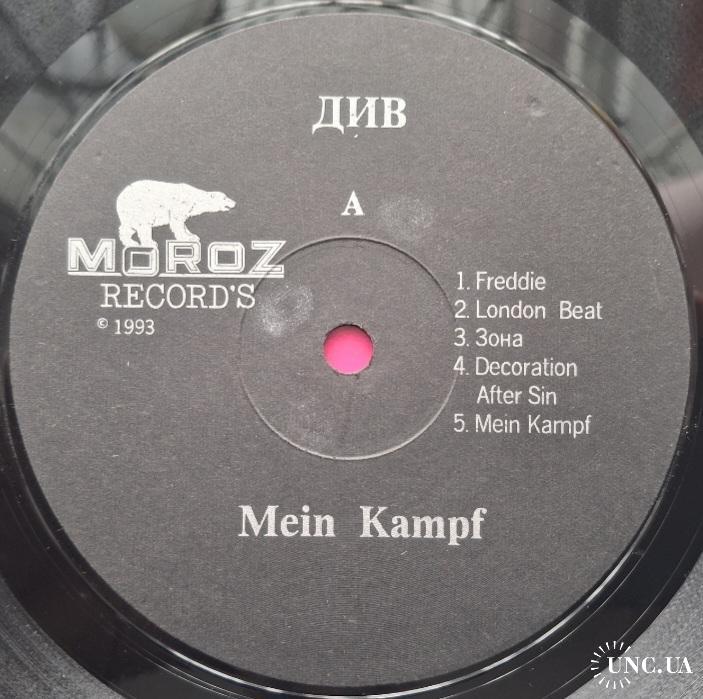 ДИВ
A
MOROZ
RECORD'S
© 1993
1. Freddie
2. London Beat
3. Зона
4. Decoration
After Sin
5. Mein Kampf
Mein Kampf
UNC.UA